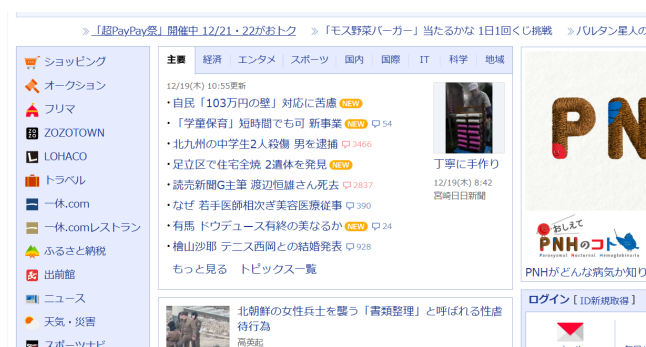 ≫「超PayPay祭」開催中 12/21・22がおトク ≫「モス野菜バーガー」当たるかな 1日1回くじ挑戦 ≫バルタン星人の
ショッピング
オークション
フリマ
ZOZOTOWN
LOHACO
トラベル
一休.com
一休.comレストラン
ふるさと納税
出前館
ニュース
天気・災害
スポーツナビ
主要 経済 エンタメ スポーツ 国内 国際 IT 科学 地域
12/19(木) 10:55更新
・自民「103万円の壁」対応に苦慮 NEW
・「学童保育」短時間でも可 新事業 NEW 54
・北九州の中学生2人殺傷 男を逮捕 3466
・足立区で住宅全焼 2遺体を発見 NEW
・読売新聞G主筆 渡辺恒雄さん死去 2837
・なぜ 若手医師相次ぎ美容医療従事 390
・有馬 ドウデュース有終の美なるか NEW 24
・檜山沙耶 テニス西岡との結婚発表 928
もっと見る トピックス一覧
丁寧に手作り
12/19(木) 8:42
宮崎日日新聞
北朝鮮の女性兵士を襲う「書類整理」と呼ばれる性虐
待行為
高英起
PN
おしえて
PNHのコト
Paroxysmal Nocturnal Hemoglobinuria
PNHがどんな病気か知り
ログイン [ ID新規取得 ]